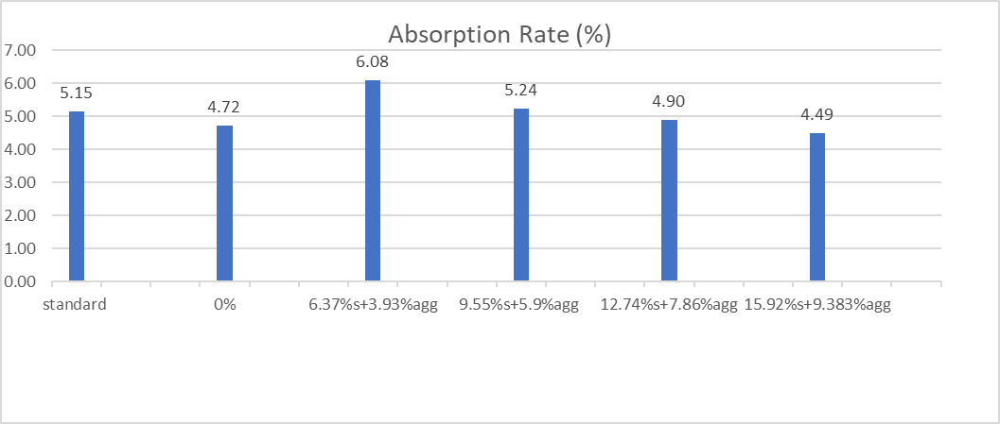 Absorption Rate (%)
7.00
6.00
5.00
4.00
3.00
2.00
1.00
0.00
5.15
4.72
6.08
5.24
4.90
4.49
standard
0%
6.37%s+3.93%agg
9.55%s+5.9%agg
12.74%s+7.86%agg
15.92%s+9.383%agg